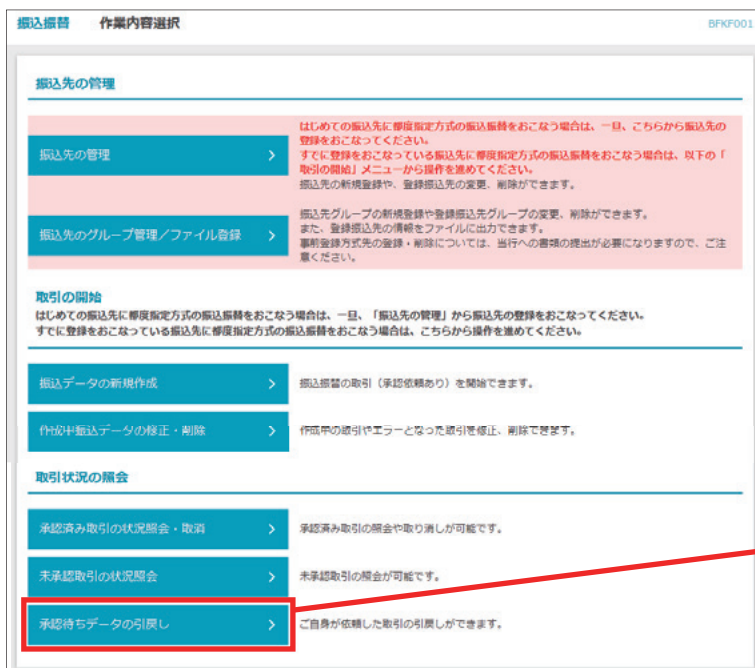 振込振替 作業内容選択 BFKF001
振込先の管理
振込先の管理
はじめての振込先に都度指定方式の振込振替をおこなう場合は、一旦、こちらから振込先の
登録をおこなってください。
すでに登録をおこなっている振込先に都度指定方式の振込振替をおこなう場合は、以下の「
取引の開始」メニューから操作を進めてください。
振込先の新規登録や、登録振込先の変更、削除ができます。
振込先のグループ管理/ファイル登録
振込先グループの新規登録や登録振込先グループの変更、削除ができます。
また、登録振込先の情報をファイルに出力できます。
事前登録方式先の登録・削除については、当行への書類の提出が必要になりますので、ご注
意ください。
取引の開始
はじめての振込先に都度指定方式の振込振替をおこなう場合は、一旦、「振込先の管理」から振込先の登録をおこなってください。
すでに登録をおこなっている振込先に都度指定方式の振込振替をおこなう場合は、こちらから操作を進めてください。
振込データの新規作成
振込振替の取引(承認依頼あり)を開始できます。
作成中振込データの修正・削除
作成中の取引やエラーとなった取引を修正、削除できます。
取引状況の照会
承認済み取引の状況照会・取消
承認済み取引の照会や取り消しが可能です。
未承認取引の状況照会
未承認取引の照会が可能です。
承認待ちデータの引戻し
ご自身が依頼した取引の引戻しができます。